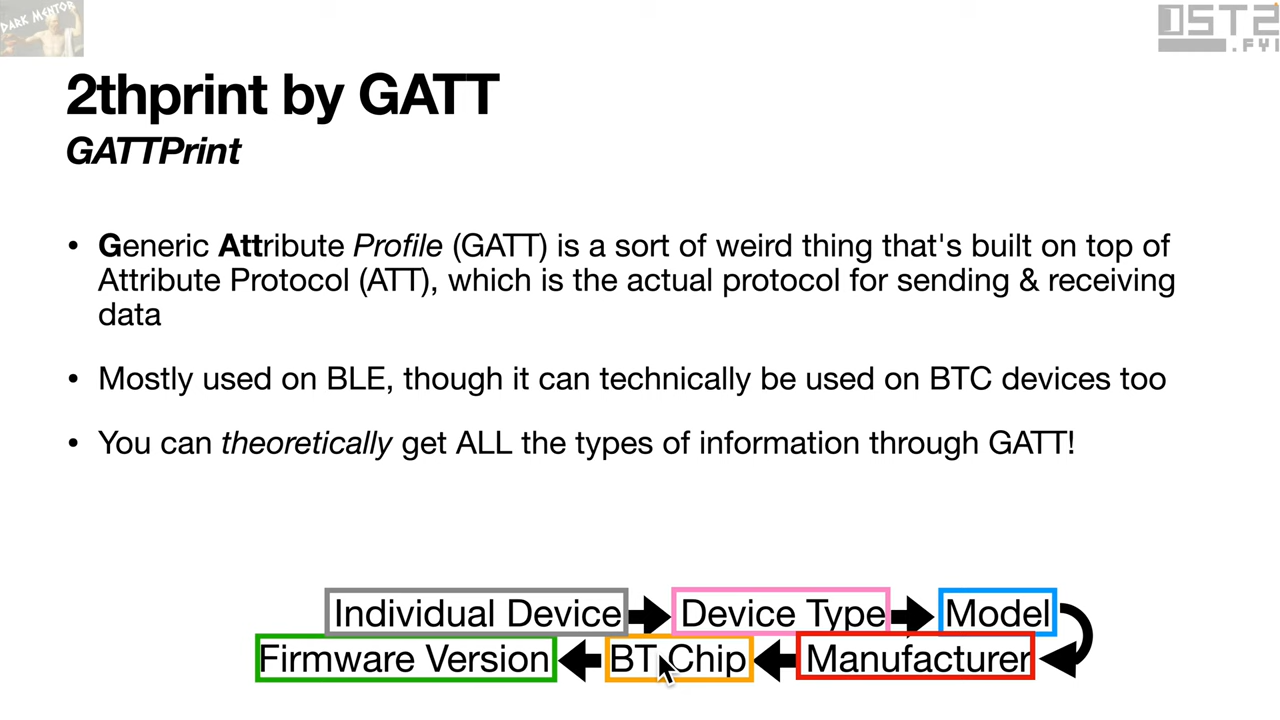 DARK MENTOR
OST2
.FYI
2thprint by GATT
GATTPrint
• Generic Attribute Profile (GATT) is a sort of weird thing that's built on top of
Attribute Protocol (ATT), which is the actual protocol for sending & receiving
data
• Mostly used on BLE, though it can technically be used on BTC devices too
• You can theoretically get ALL the types of information through GATT!
Individual Device
Device Type
Model
Firmware Version
BT Chip
Manufacturer